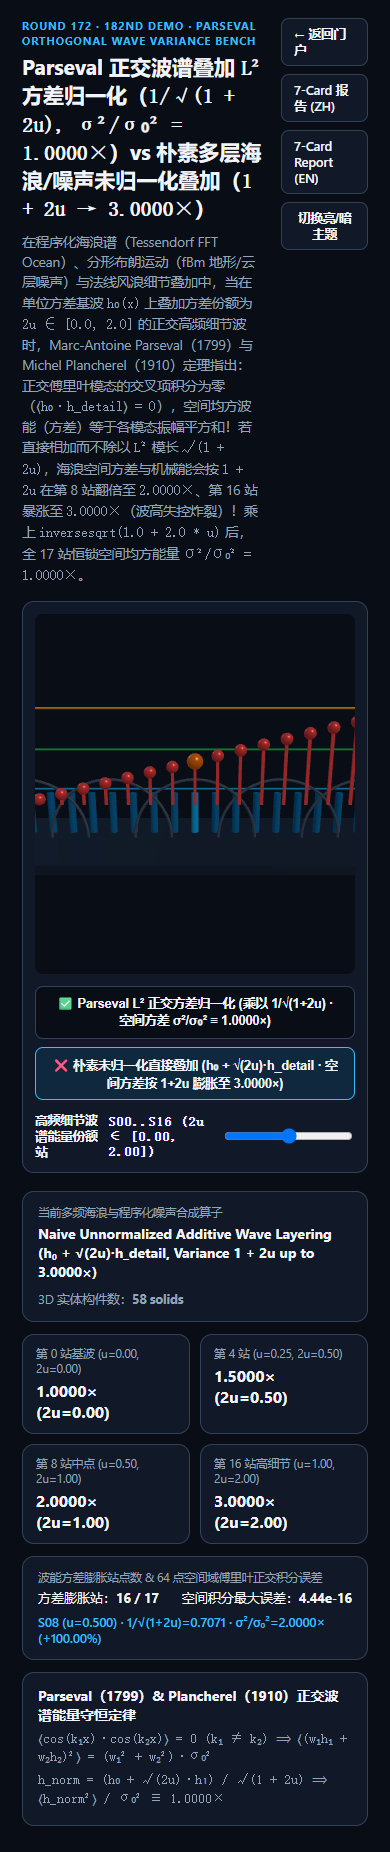 ROUND 172 · 182ND DEMO · PARSEVAL
ORTHOGONAL WAVE VARIANCE BENCH
Parseval 正交波谱叠加 L²
方差归一化（1/√(1 +
2u), σ²/σ₀² =
1.0000×）vs 朴素多层海
浪/噪声未归一化叠加（1
+ 2u → 3.0000×）
← 返回门
户
7-Card 报
告 (ZH)
7-Card
Report
(EN)
切换亮/暗
主题
在程序化海浪谱（Tessendorf FFT
Ocean）、分形布朗运动（fBm 地形/云
层噪声）与法线风浪细节叠加中，当在
单位方差基波 h₀(x) 上叠加方差份额为
2u ∈ [0.0, 2.0] 的正交高频细节波
时，Marc-Antoine Parseval（1799）与
Michel Plancherel（1910）定理指出：
正交傅里叶模态的交叉项积分为零
（⟨h₀·h_detail⟩ = 0），空间均方波
能（方差）等于各模态振幅平方和！若
直接相加而不除以 L² 模长 √(1 +
2u)，海浪空间方差与机械能会按 1 +
2u 在第 8 站翻倍至 2.0000×、第 16 站
暴涨至 3.0000×（波高失控炸裂）！乘
上 inversesqrt(1.0 + 2.0 * u) 后，
全 17 站恒锁空间均方能量 σ²/σ₀² =
1.0000×。
✅ Parseval L² 正交方差归一化 (乘以 1/√(1+2u) ·
空间方差 σ²/σ₀² ≡ 1.0000×)
❌ 朴素未归一化直接叠加 (h₀ + √(2u)·h_detail · 空
间方差按 1+2u 膨胀至 3.0000×)
高频细节波
谱能量份额
站
S00..S16 (2u
∈ [0.00,
2.00])
当前多频海浪与程序化噪声合成算子
Naive Unnormalized Additive Wave Layering
(h₀ + √(2u)·h_detail, Variance 1 + 2u up to
3.0000×)
3D 实体构件数：58 solids
第 0 站基波 (u=0.00,
2u=0.00)
1.0000×
(2u=0.00)
第 4 站 (u=0.25, 2u=0.50)
1.5000×
(2u=0.50)
第 8 站中点 (u=0.50,
2u=1.00)
2.0000×
(2u=1.00)
第 16 站高细节 (u=1.00,
2u=2.00)
3.0000×
(2u=2.00)
波能方差膨胀站点数 & 64 点空间域傅里叶正交积分误差
方差膨胀站：16 / 17 空间积分最大误差：4.44e-16
S08 (u=0.500) · 1/√(1+2u)=0.7071 · σ²/σ₀²=2.0000×
(+100.00%)
Parseval（1799）& Plancherel（1910）正交波
谱能量守恒定律
⟨cos(k₁x)·cos(k₂x)⟩ = 0 (k₁ ≠ k₂) ⟹ ⟨(w₁h₁ +
w₂h₂)²⟩ = (w₁² + w₂²)·σ₀²
h_norm = (h₀ + √(2u)·h₁) / √(1 + 2u) ⟹
⟨h_norm²⟩ / σ₀² ≡ 1.0000×